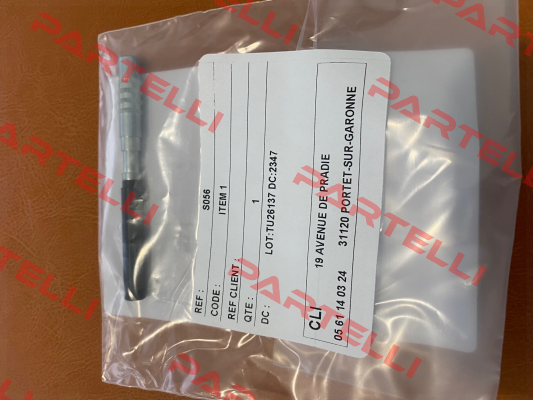 REF : S056
CODE : ITEM 1
REF CLIENT :
QTE : 1
DC : LOT:TU26137 DC:2347
CLI 19 AVENUE DE PRADIE
05 61 14 03 24 31120 PORTET-SUR-GARONNE
PARTELLI
PARTELLI
PARTELLI
PARTELLI
PARTELLI
PARTELLI
PARTELLI